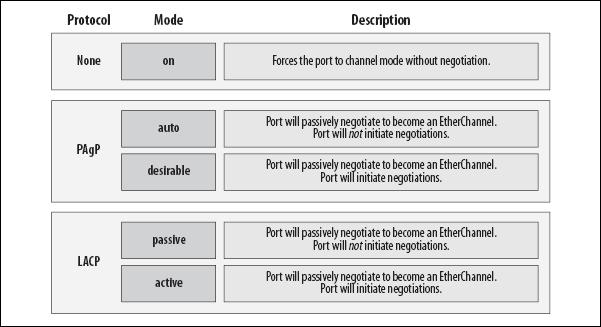 Protocol Mode Description
None on Forces the port to channel mode without negotiation.
PAgP
auto Port will passively negotiate to become an EtherChannel.
Port will not initiate negotiations.
desirable Port will passively negotiate to become an EtherChannel.
Port will initiate negotiations.
LACP
passive Port will passively negotiate to become an EtherChannel.
Port will not initiate negotiations.
active Port will passively negotiate to become an EtherChannel.
Port will initiate negotiations.